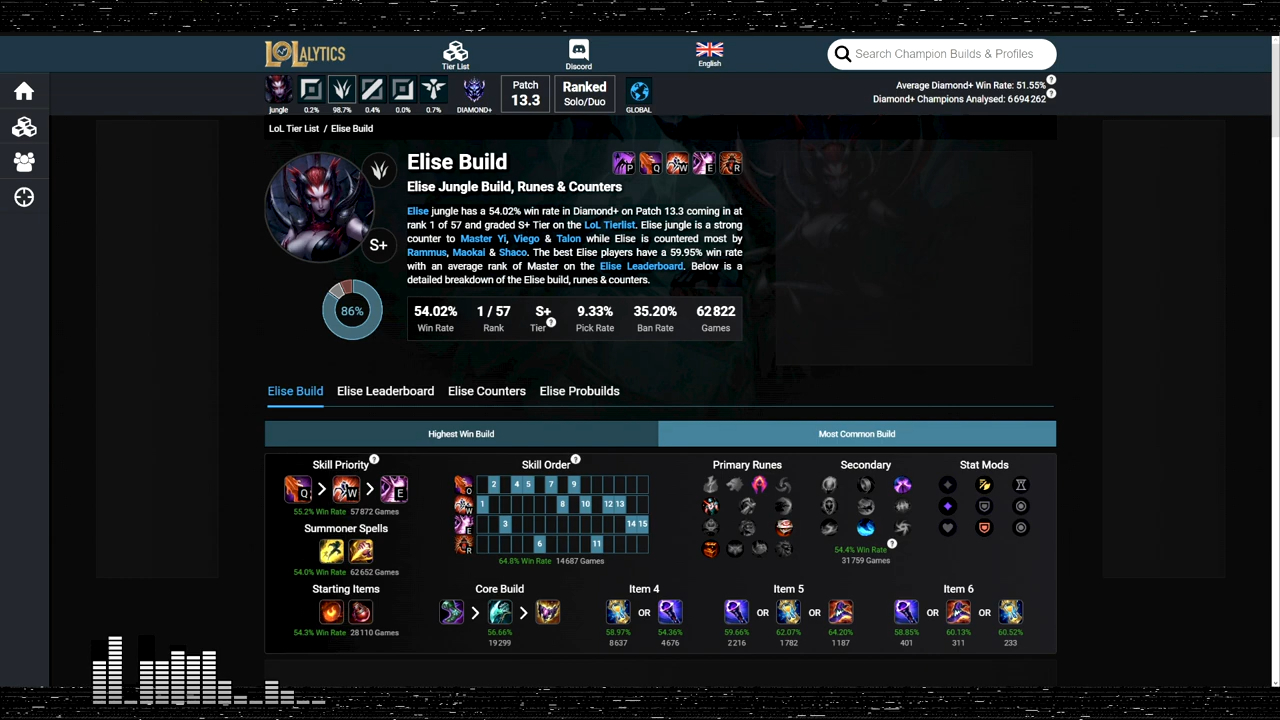 LOLALYTICS
Tier List
Discord
English
Search Champion Builds & Profiles
jungle 0.2% 98.7% 0.4% 0.0% 0.7% DIAMOND+
Patch
13.3
Ranked
Solo/Duo
GLOBAL
Average Diamond+ Win Rate: 51.55% ?
Diamond+ Champions Analysed: 6694262 ?
LoL Tier List / Elise Build
Elise Build
P Q W E R
Elise Jungle Build, Runes & Counters
Elise jungle has a 54.02% win rate in Diamond+ on Patch 13.3 coming in at
rank 1 of 57 and graded S+ Tier on the LoL Tierlist. Elise jungle is a strong
counter to Master Yi, Viego & Talon while Elise is countered most by
Rammus, Maokai & Shaco. The best Elise players have a 59.95% win rate
with an average rank of Master on the Elise Leaderboard. Below is a
detailed breakdown of the Elise build, runes & counters.
S+
86%
54.02% 1 / 57 S+ 9.33% 35.20% 62822
Win Rate Rank Tier ? Pick Rate Ban Rate Games
Elise Build Elise Leaderboard Elise Counters Elise Probuilds
Highest Win Build Most Common Build
Skill Priority ?
Q > W > E
55.2% Win Rate 57872 Games
Summoner Spells
54.0% Win Rate 62652 Games
Starting Items
54.3% Win Rate 28110 Games
Skill Order ?
Q 2 4 5 7 9
W 1 8 10 12 13
E 3 14 15
R 6 11
64.8% Win Rate 14687 Games
Primary Runes Secondary Stat Mods
54.4% Win Rate ?
31759 Games
Core Build
> >
56.66%
19299
Item 4
OR
58.97% 54.36%
8637 4676
Item 5
OR OR
59.66% 62.07% 64.20%
2216 1782 1187
Item 6
OR OR
58.85% 60.13% 60.52%
401 311 233